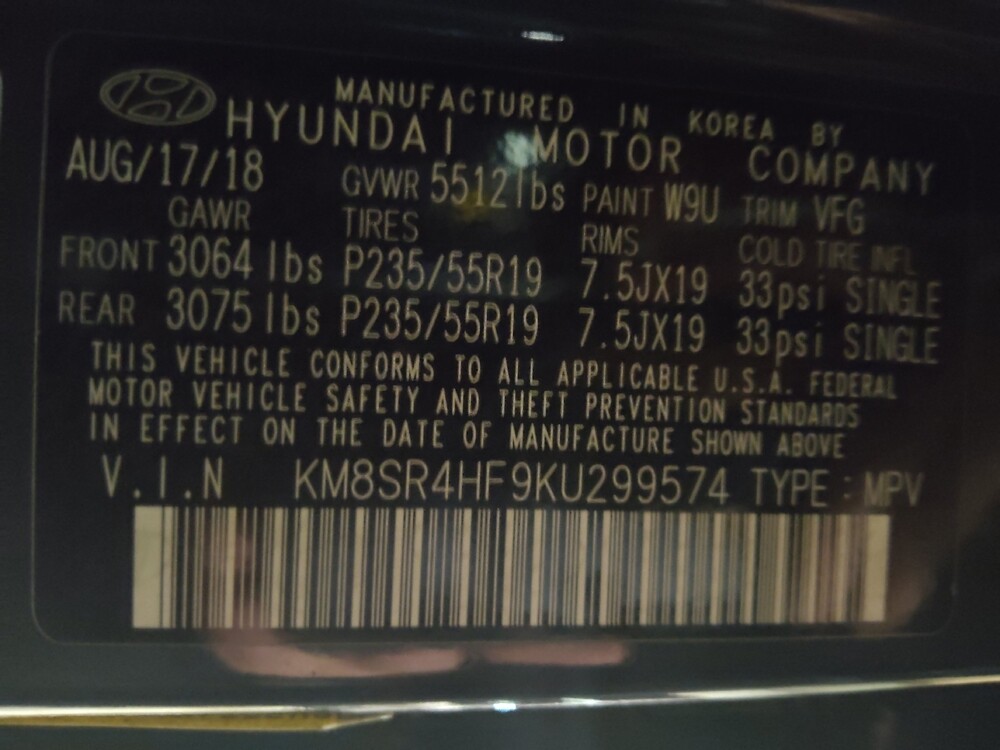 MANUFACTURED IN KOREA BY
HYUNDAI MOTOR COMPANY
AUG/17/18 GVWR 5512lbs PAINT W9U TRIM VFG
GAWR TIRES RIMS COLD TIRE INFL
FRONT 3064 lbs P235/55R19 7.5JX19 33psi SINGLE
REAR 3075 lbs P235/55R19 7.5JX19 33psi SINGLE
THIS VEHICLE CONFORMS TO ALL APPLICABLE U.S.A. FEDERAL
MOTOR VEHICLE SAFETY AND THEFT PREVENTION STANDARDS
IN EFFECT ON THE DATE OF MANUFACTURE SHOWN ABOVE
V.I.N KM8SR4HF9KU299574 TYPE : MPV